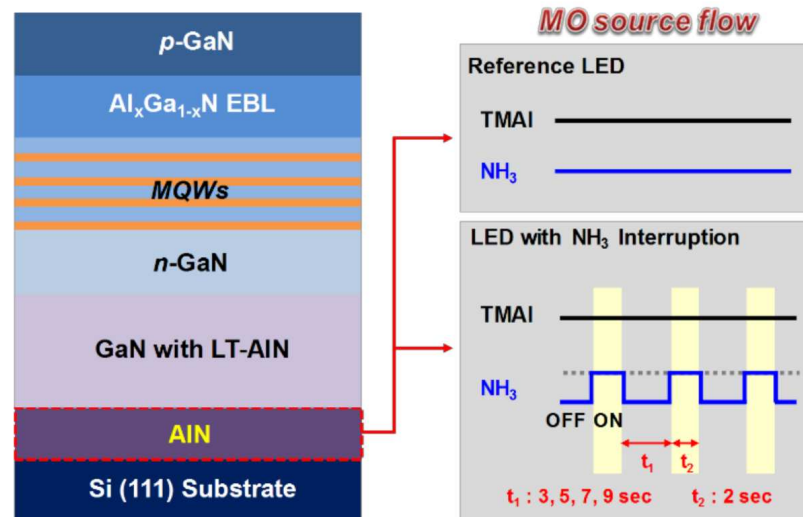 p-GaN
AlₓGa₁₋ₓN EBL
MQWs
n-GaN
GaN with LT-AlN
AlN
Si (111) Substrate
MO source flow
Reference LED
TMAl
NH₃
LED with NH₃ Interruption
TMAl
NH₃
OFF ON
t₁ t₂
t₁ : 3, 5, 7, 9 sec t₂ : 2 sec